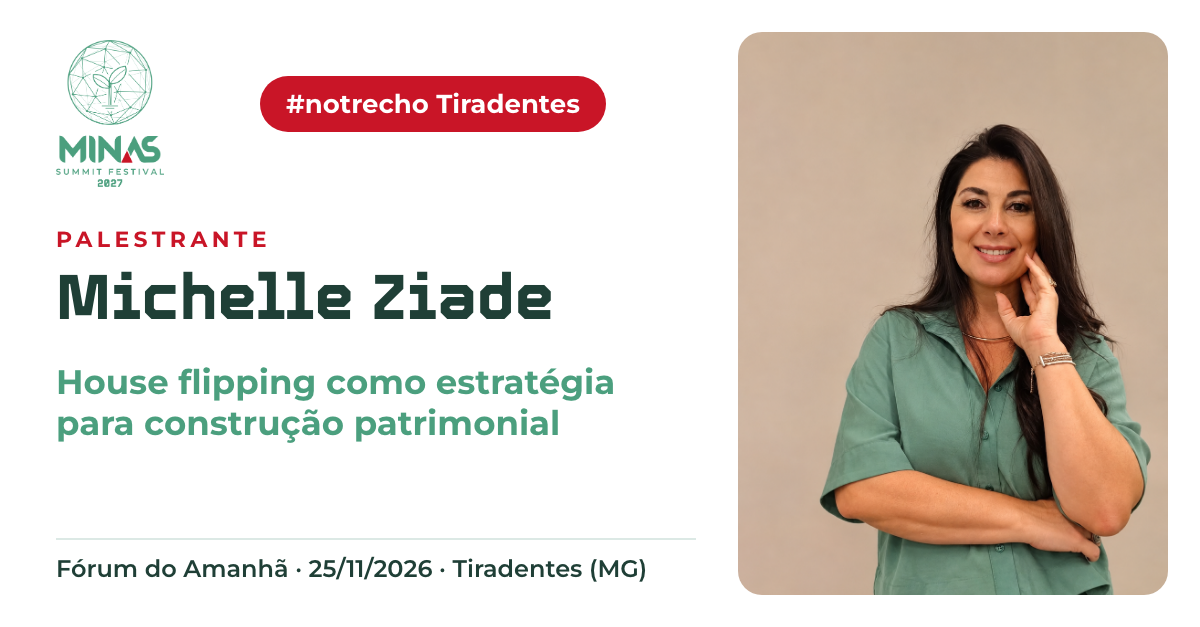 MINAS
SUMMIT FESTIVAL
2027
#notrecho Tiradentes
PALESTRANTE
Michelle Ziade
House flipping como estratégia
para construção patrimonial
Fórum do Amanhã · 25/11/2026 · Tiradentes (MG)